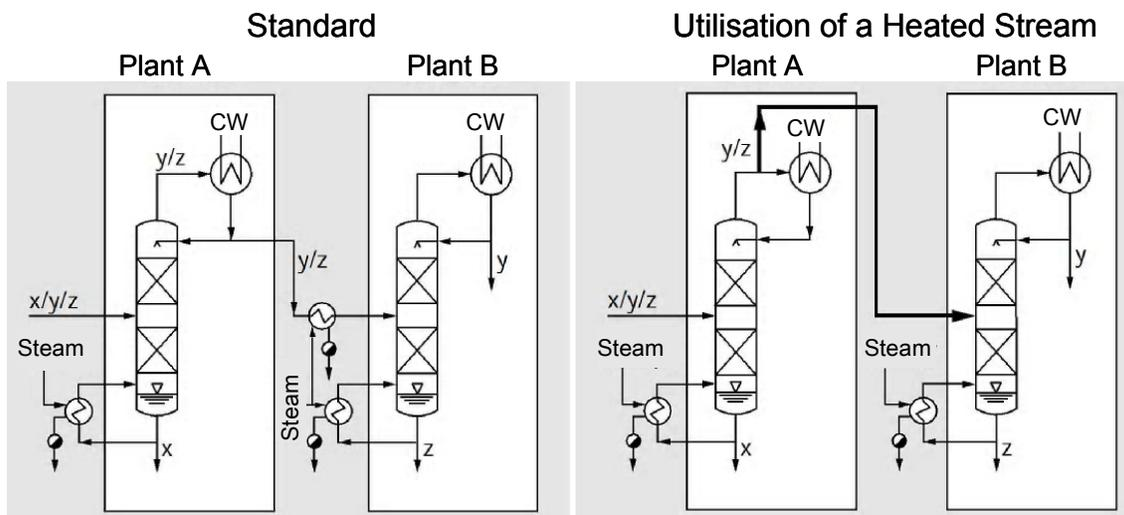 Standard
Utilisation of a Heated Stream
Plant A
Plant B
Plant A
Plant B
CW
CW
CW
CW
y/z
y/z
y/z
y
y
x/y/z
x/y/z
Steam
Steam
Steam
Steam
x
z
x
z